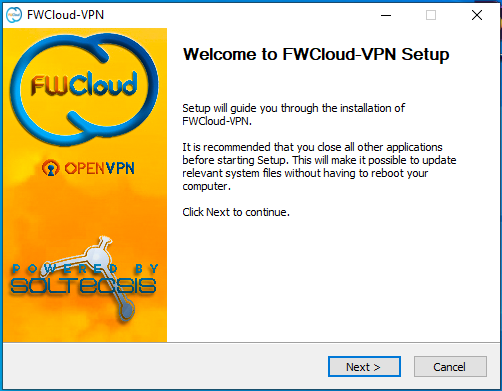 FWCloud-VPN
FWCloud
OPENVPN
POWERED BY
SOLTECSIS
Welcome to FWCloud-VPN Setup
Setup will guide you through the installation of
FWCloud-VPN.
It is recommended that you close all other applications
before starting Setup. This will make it possible to update
relevant system files without having to reboot your
computer.
Click Next to continue.
Next >
Cancel